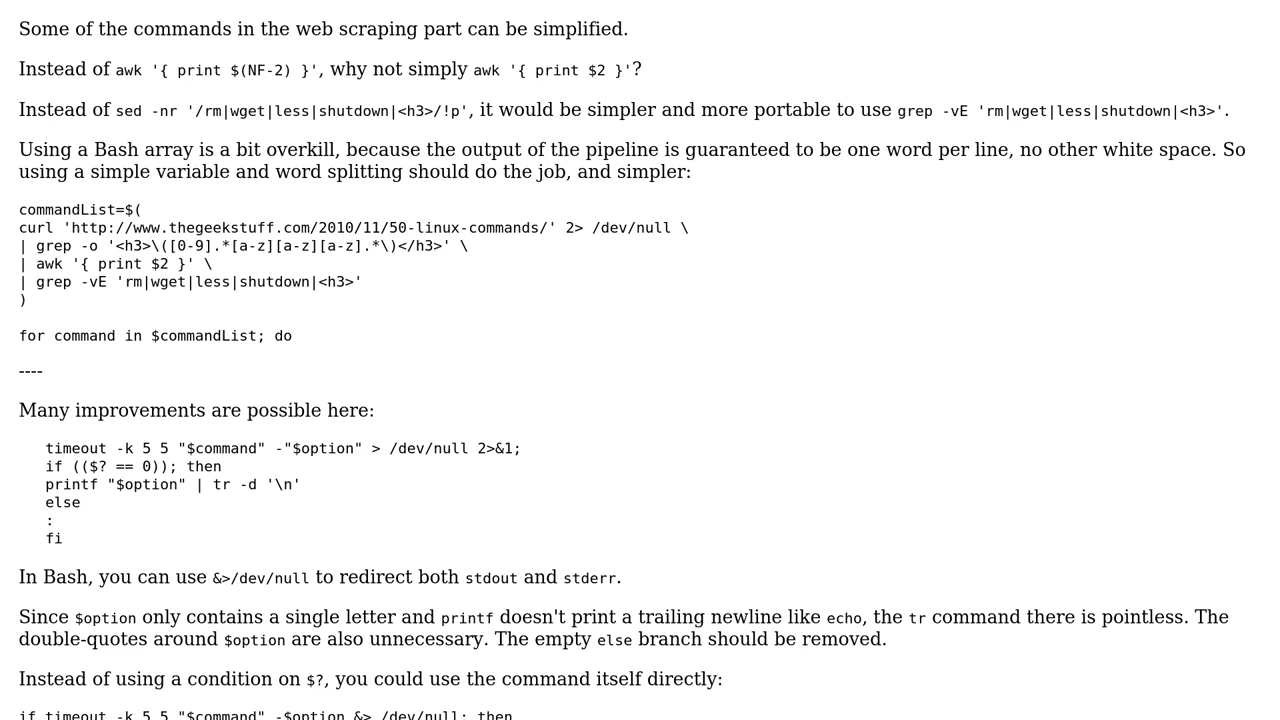 Some of the commands in the web scraping part can be simplified.
Instead of awk '{ print $(NF-2) }', why not simply awk '{ print $2 }'?
Instead of sed -nr '/rm|wget|less|shutdown|<h3>/!p', it would be simpler and more portable to use grep -vE 'rm|wget|less|shutdown|<h3>'.
Using a Bash array is a bit overkill, because the output of the pipeline is guaranteed to be one word per line, no other white space. So
using a simple variable and word splitting should do the job, and simpler:
commandList=$(
curl 'http://www.thegeekstuff.com/2010/11/50-linux-commands/' 2> /dev/null \
| grep -o '<h3>\([0-9].*[a-z][a-z][a-z].*\)</h3>' \
| awk '{ print $2 }' \
| grep -vE 'rm|wget|less|shutdown|<h3>'
)
for command in $commandList; do
----
Many improvements are possible here:
timeout -k 5 5 "$command" -"$option" > /dev/null 2>&1;
if (($? == 0)); then
printf "$option" | tr -d '\n'
else
:
fi
In Bash, you can use &>/dev/null to redirect both stdout and stderr.
Since $option only contains a single letter and printf doesn't print a trailing newline like echo, the tr command there is pointless. The
double-quotes around $option are also unnecessary. The empty else branch should be removed.
Instead of using a condition on $?, you could use the command itself directly:
if timeout -k 5 5 "$command" -$option &> /dev/null; then